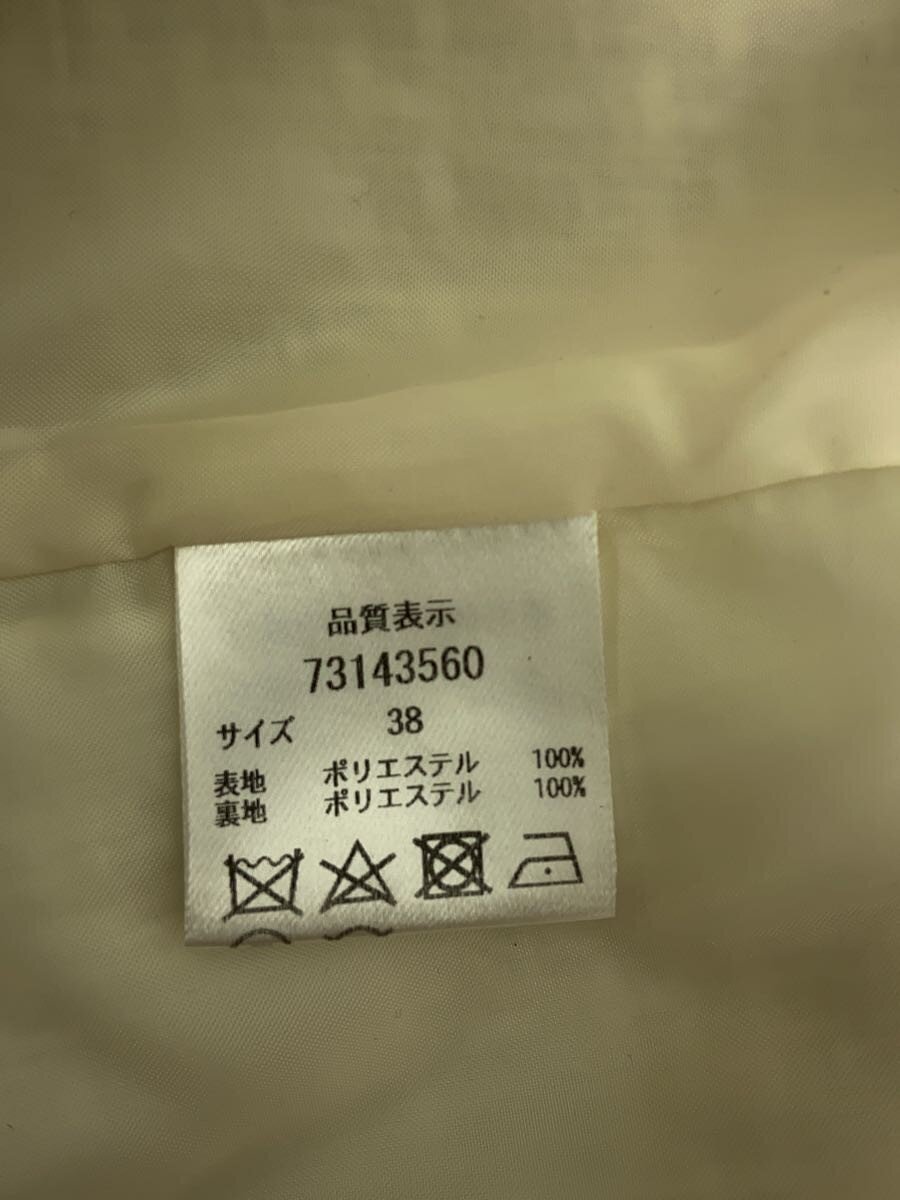 品質表示
73143560
サイズ 38
表地 ポリエステル 100%
裏地 ポリエステル 100%